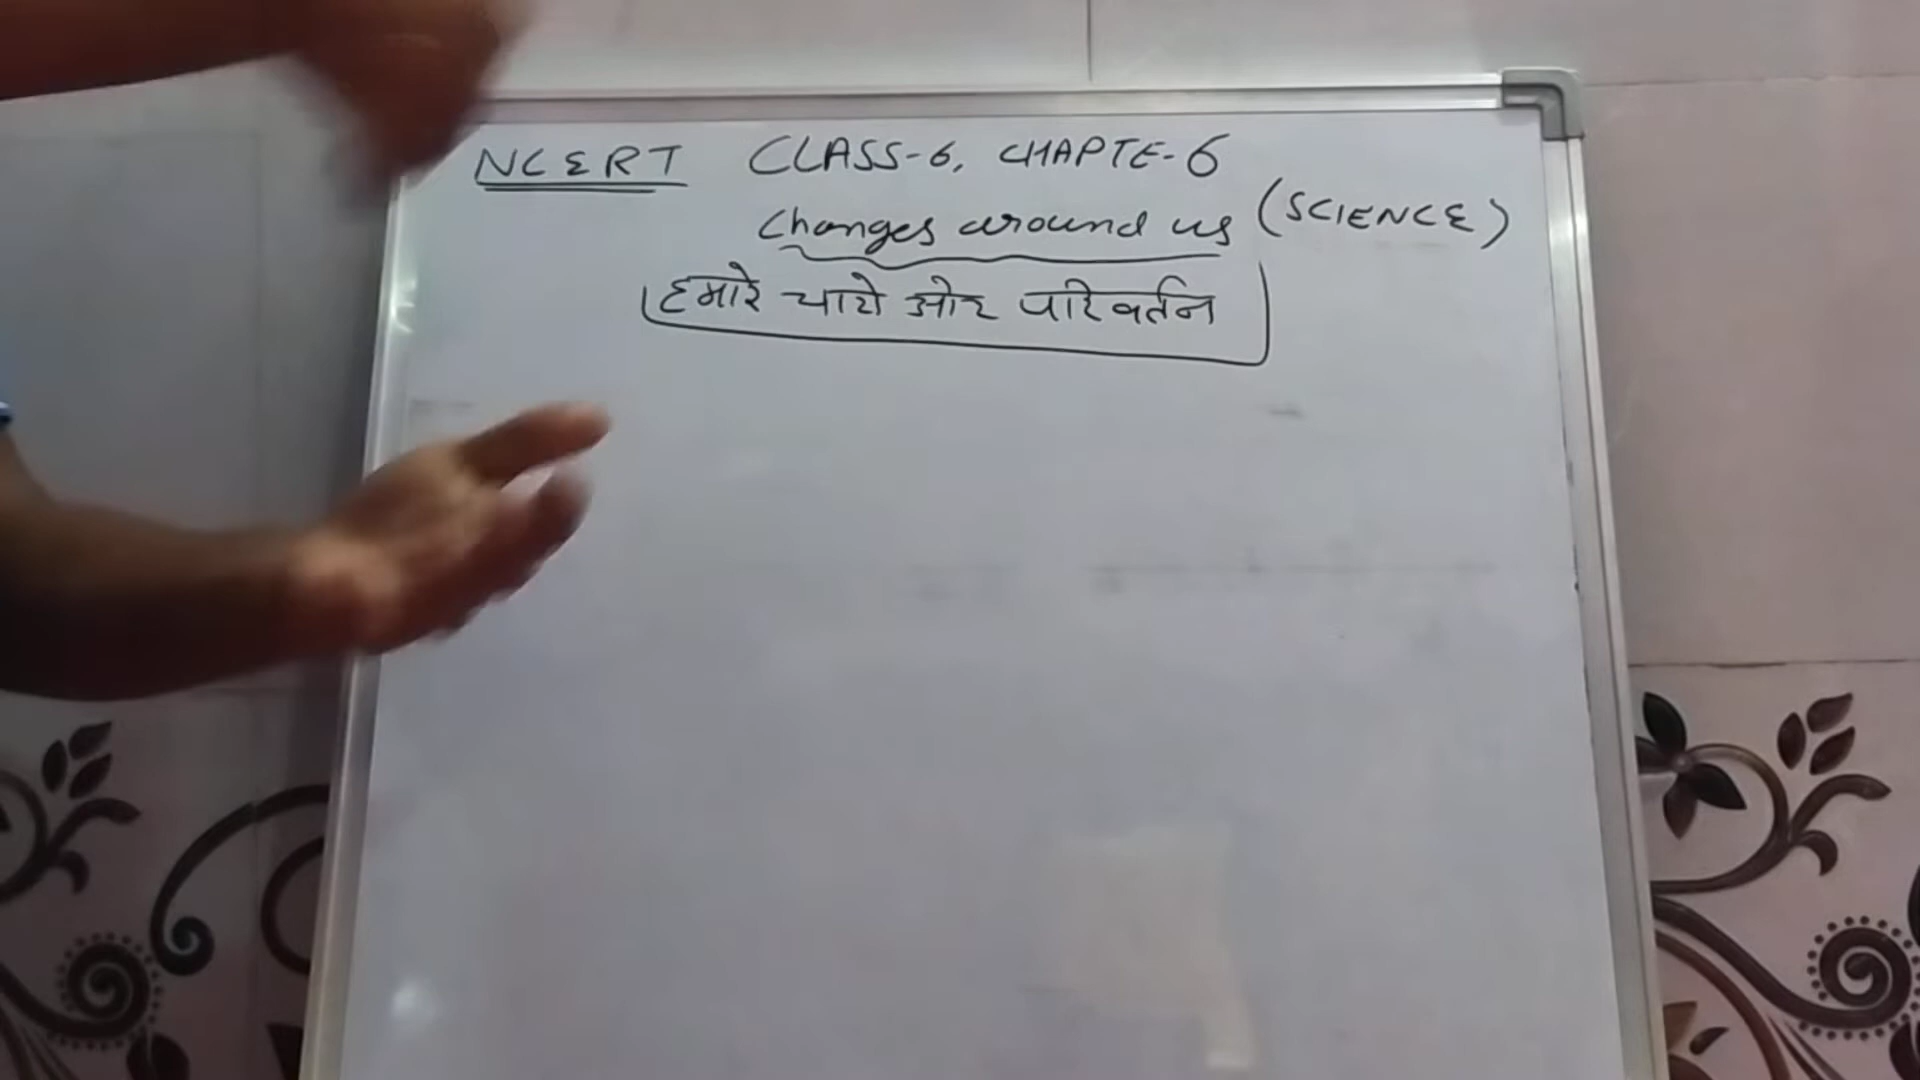 NCERT CLASS-6, CHAPTE-6
Changes around us (SCIENCE)
हमारे चारो ओर परिवर्तन